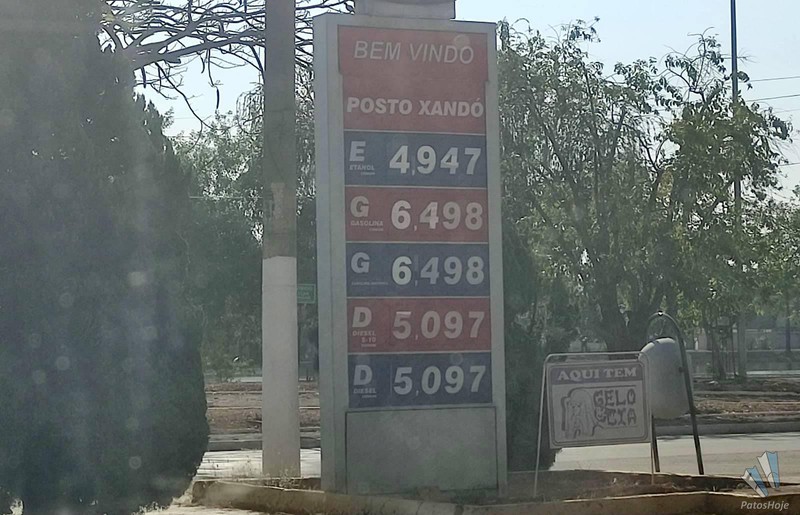 BEM VINDO
POSTO XANDÓ
E 4,947
ETANOL
G 6,498
GASOLINA
G 6,498
D 5,097
DIESEL
S-10
D 5,097
DIESEL
AQUI TEM
GELO
CIA
PatosHoje